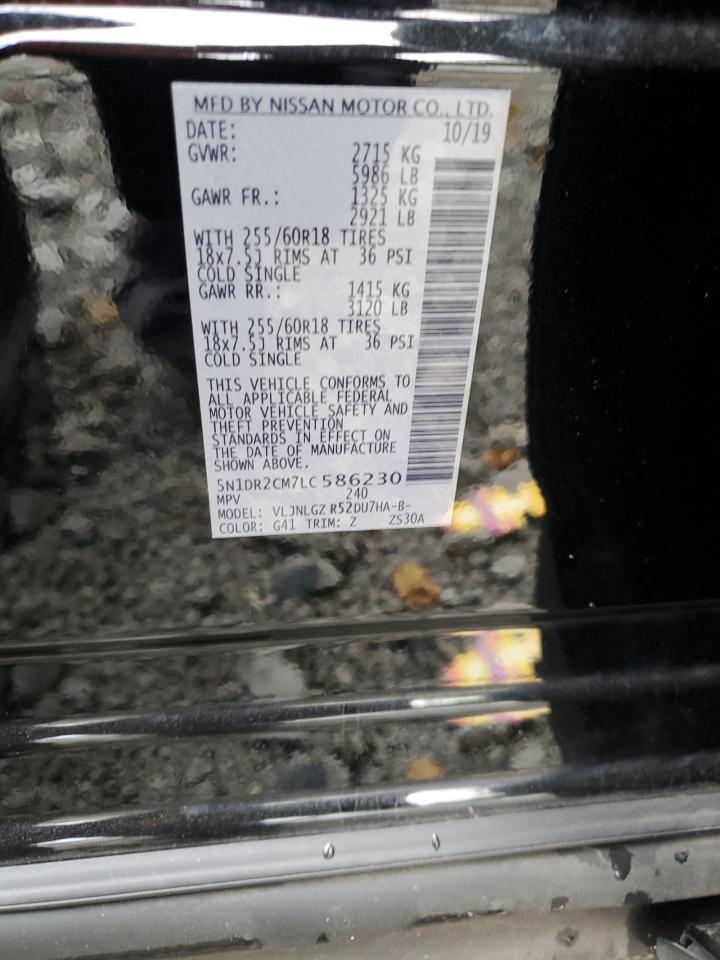 MFD BY NISSAN MOTOR CO., LTD.
DATE: 10/19
GVWR: 2715 KG
5986 LB
GAWR FR.: 1325 KG
2921 LB
WITH 255/60R18 TIRES
18x7.5J RIMS AT 36 PSI
COLD SINGLE
GAWR RR.: 1415 KG
3120 LB
WITH 255/60R18 TIRES
18x7.5J RIMS AT 36 PSI
COLD SINGLE
THIS VEHICLE CONFORMS TO
ALL APPLICABLE FEDERAL
MOTOR VEHICLE SAFETY AND
THEFT PREVENTION
STANDARDS IN EFFECT ON
THE DATE OF MANUFACTURE
SHOWN ABOVE.
5N1DR2CM7LC586230
MPV 240
MODEL: VLJNLGZ R52DU7HA-B-
COLOR: G41 TRIM: Z ZS30A